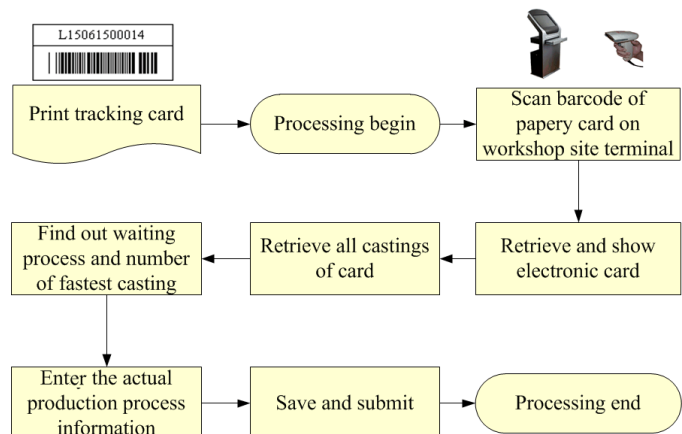 L15061500014
Print tracking card
Processing begin
Scan barcode of
papery card on
workshop site terminal
Find out waiting
process and number
of fastest casting
Retrieve all castings
of card
Retrieve and show
electronic card
Enter the actual
production process
information
Save and submit
Processing end